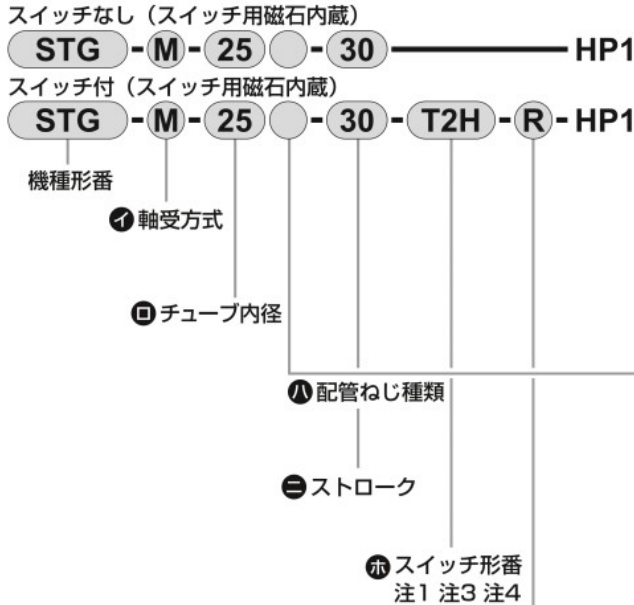 スイッチなし（スイッチ用磁石内蔵）
STG - M - 25 - 30 HP1
スイッチ付（スイッチ用磁石内蔵）
STG - M - 25 - 30 - T2H - R - HP1
機種形番
イ 軸受方式
ロ チューブ内径
ハ 配管ねじ種類
ニ ストローク
ホ スイッチ形番
注1 注3 注4